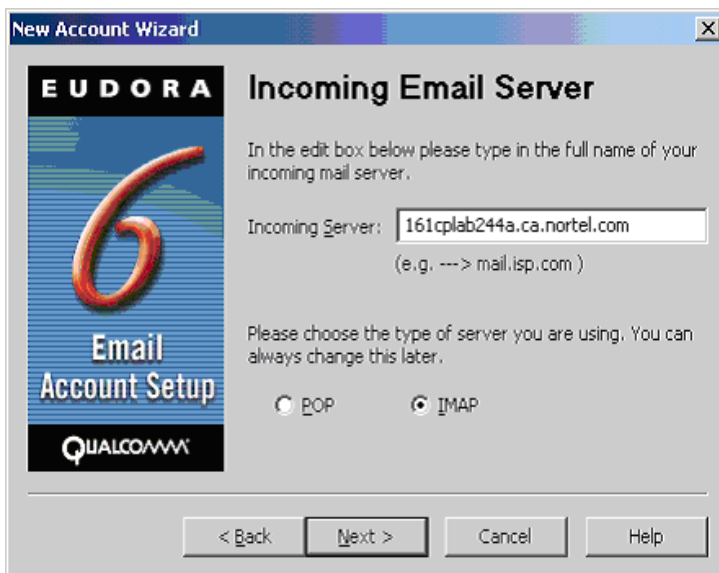 New Account Wizard
EUDORA
6
Email
Account Setup
QUALCOMM
Incoming Email Server
In the edit box below please type in the full name of your
incoming mail server.
Incoming Server: 161cplab244a.ca.nortel.com
(e.g. ---> mail.isp.com )
Please choose the type of server you are using. You can
always change this later.
POP IMAP
< Back Next > Cancel Help